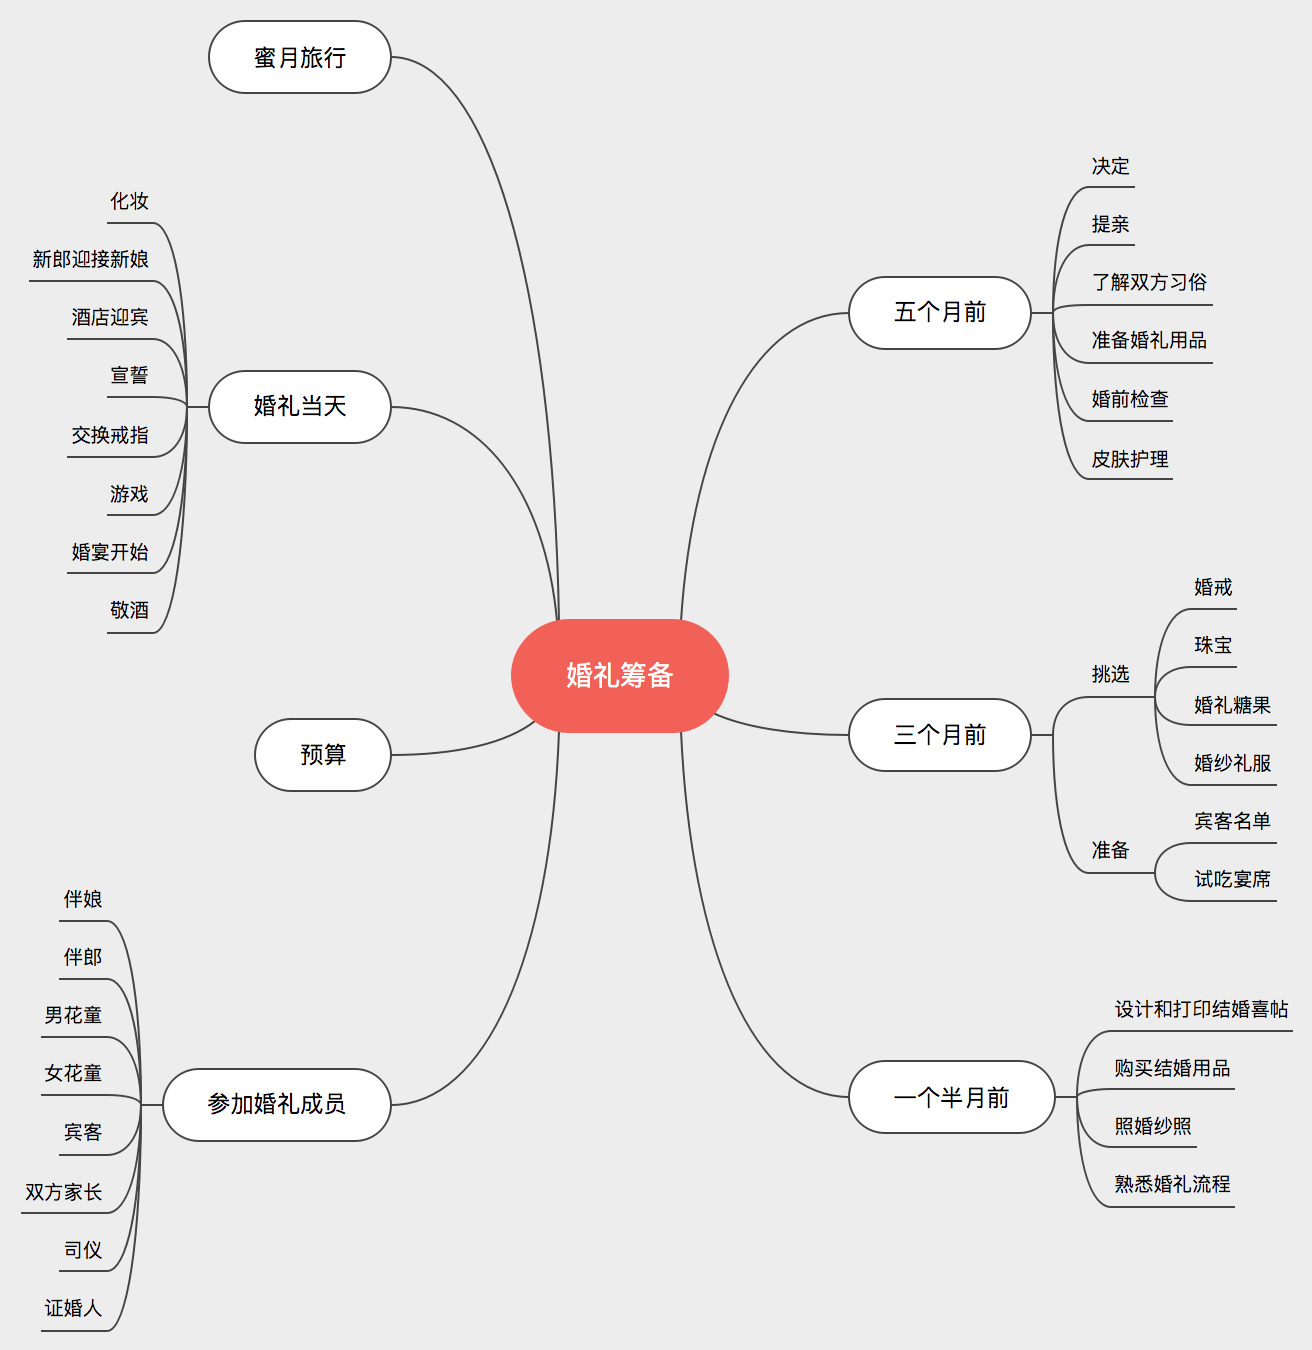 婚礼筹备
五个月前
决定
提亲
了解双方习俗
准备婚礼用品
婚前检查
皮肤护理
三个月前
挑选
婚戒
珠宝
婚礼糖果
婚纱礼服
准备
宾客名单
试吃宴席
一个半月前
设计和打印结婚喜帖
购买结婚用品
照婚纱照
熟悉婚礼流程
蜜月旅行
婚礼当天
化妆
新郎迎接新娘
酒店迎宾
宣誓
交换戒指
游戏
婚宴开始
敬酒
预算
参加婚礼成员
伴娘
伴郎
男花童
女花童
宾客
双方家长
司仪
证婚人